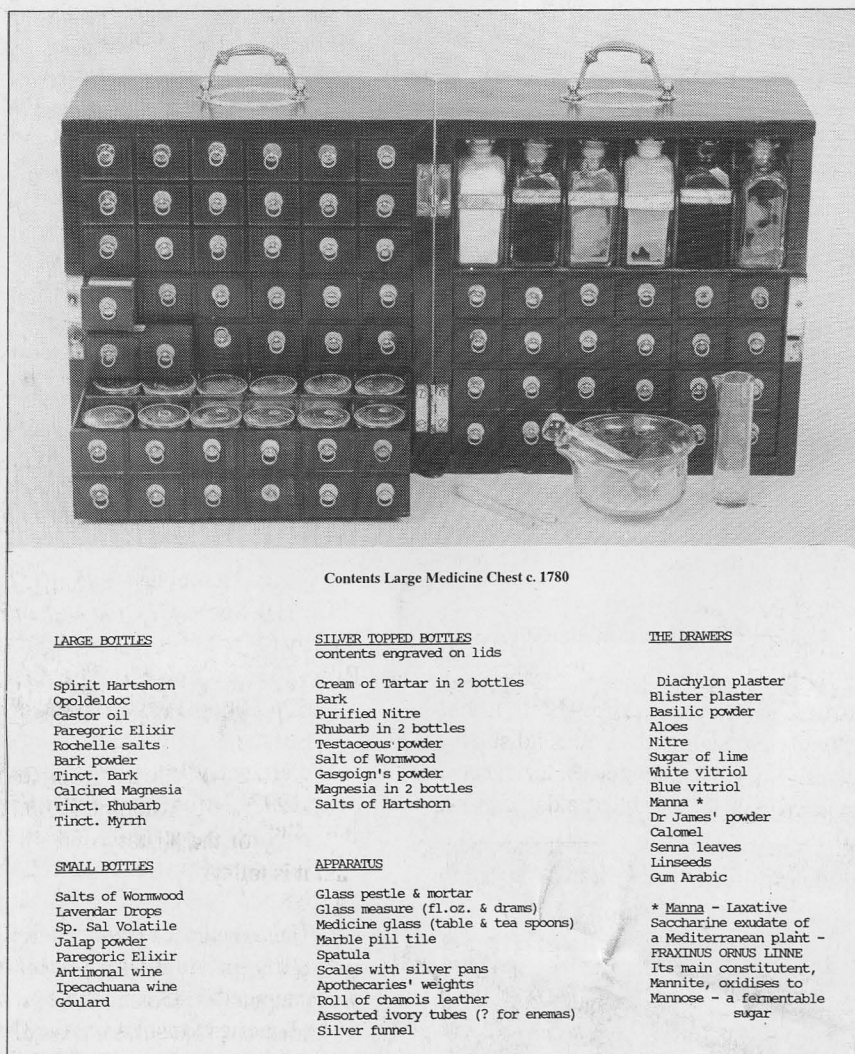 Contents Large Medicine Chest c. 1780
LARGE BOTTLES
Spirit Hartshorn
Opoldeldoc
Castor oil
Paregoric Elixir
Rochelle salts
Bark powder
Tinct. Bark
Calcined Magnesia
Tinct. Rhubarb
Tinct. Myrrh
SMALL BOTTLES
Salts of Wormwood
Lavendar Drops
Sp. Sal Volatile
Jalap powder
Paregoric Elixir
Antimonal wine
Ipecachuana wine
Goulard
SILVER TOPPED BOTTLES
contents engraved on lids
Cream of Tartar in 2 bottles
Bark
Purified Nitre
Rhubarb in 2 bottles
Testaceous powder
Salt of Wormwood
Gasgoign's powder
Magnesia in 2 bottles
Salts of Hartshorn
APPARATUS
Glass pestle & mortar
Glass measure (fl.oz. & drams)
Medicine glass (table & tea spoons)
Marble pill tile
Spatula
Scales with silver pans
Apothecaries' weights
Roll of chamois leather
Assorted ivory tubes (? for enemas)
Silver funnel
THE DRAWERS
Diachylon plaster
Blister plaster
Basilic powder
Aloes
Nitre
Sugar of lime
White vitriol
Blue vitriol
Manna *
Dr James' powder
Calomel
Senna leaves
Linseeds
Gum Arabic
* Manna - Laxative
Saccharine exudate of
a Mediterranean plant -
FRAXINUS ORNUS LINNE
Its main constitutent,
Mannite, oxidises to
Mannose - a fermentable
sugar